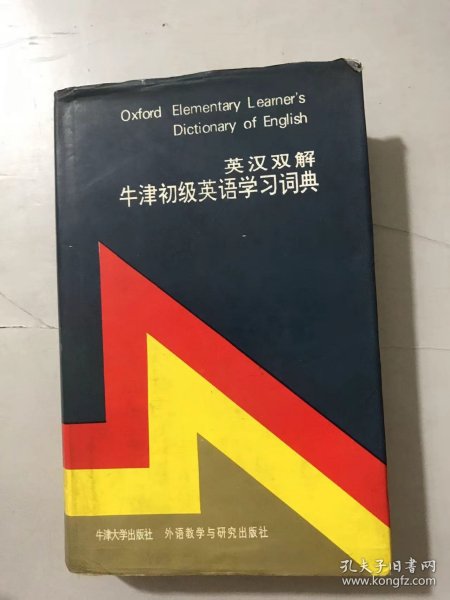 Oxford Elementary Learner's
Dictionary of English
英汉双解
牛津初级英语学习词典
牛津大学出版社 外语教学与研究出版社
孔夫子旧书网
www.kongfz.com